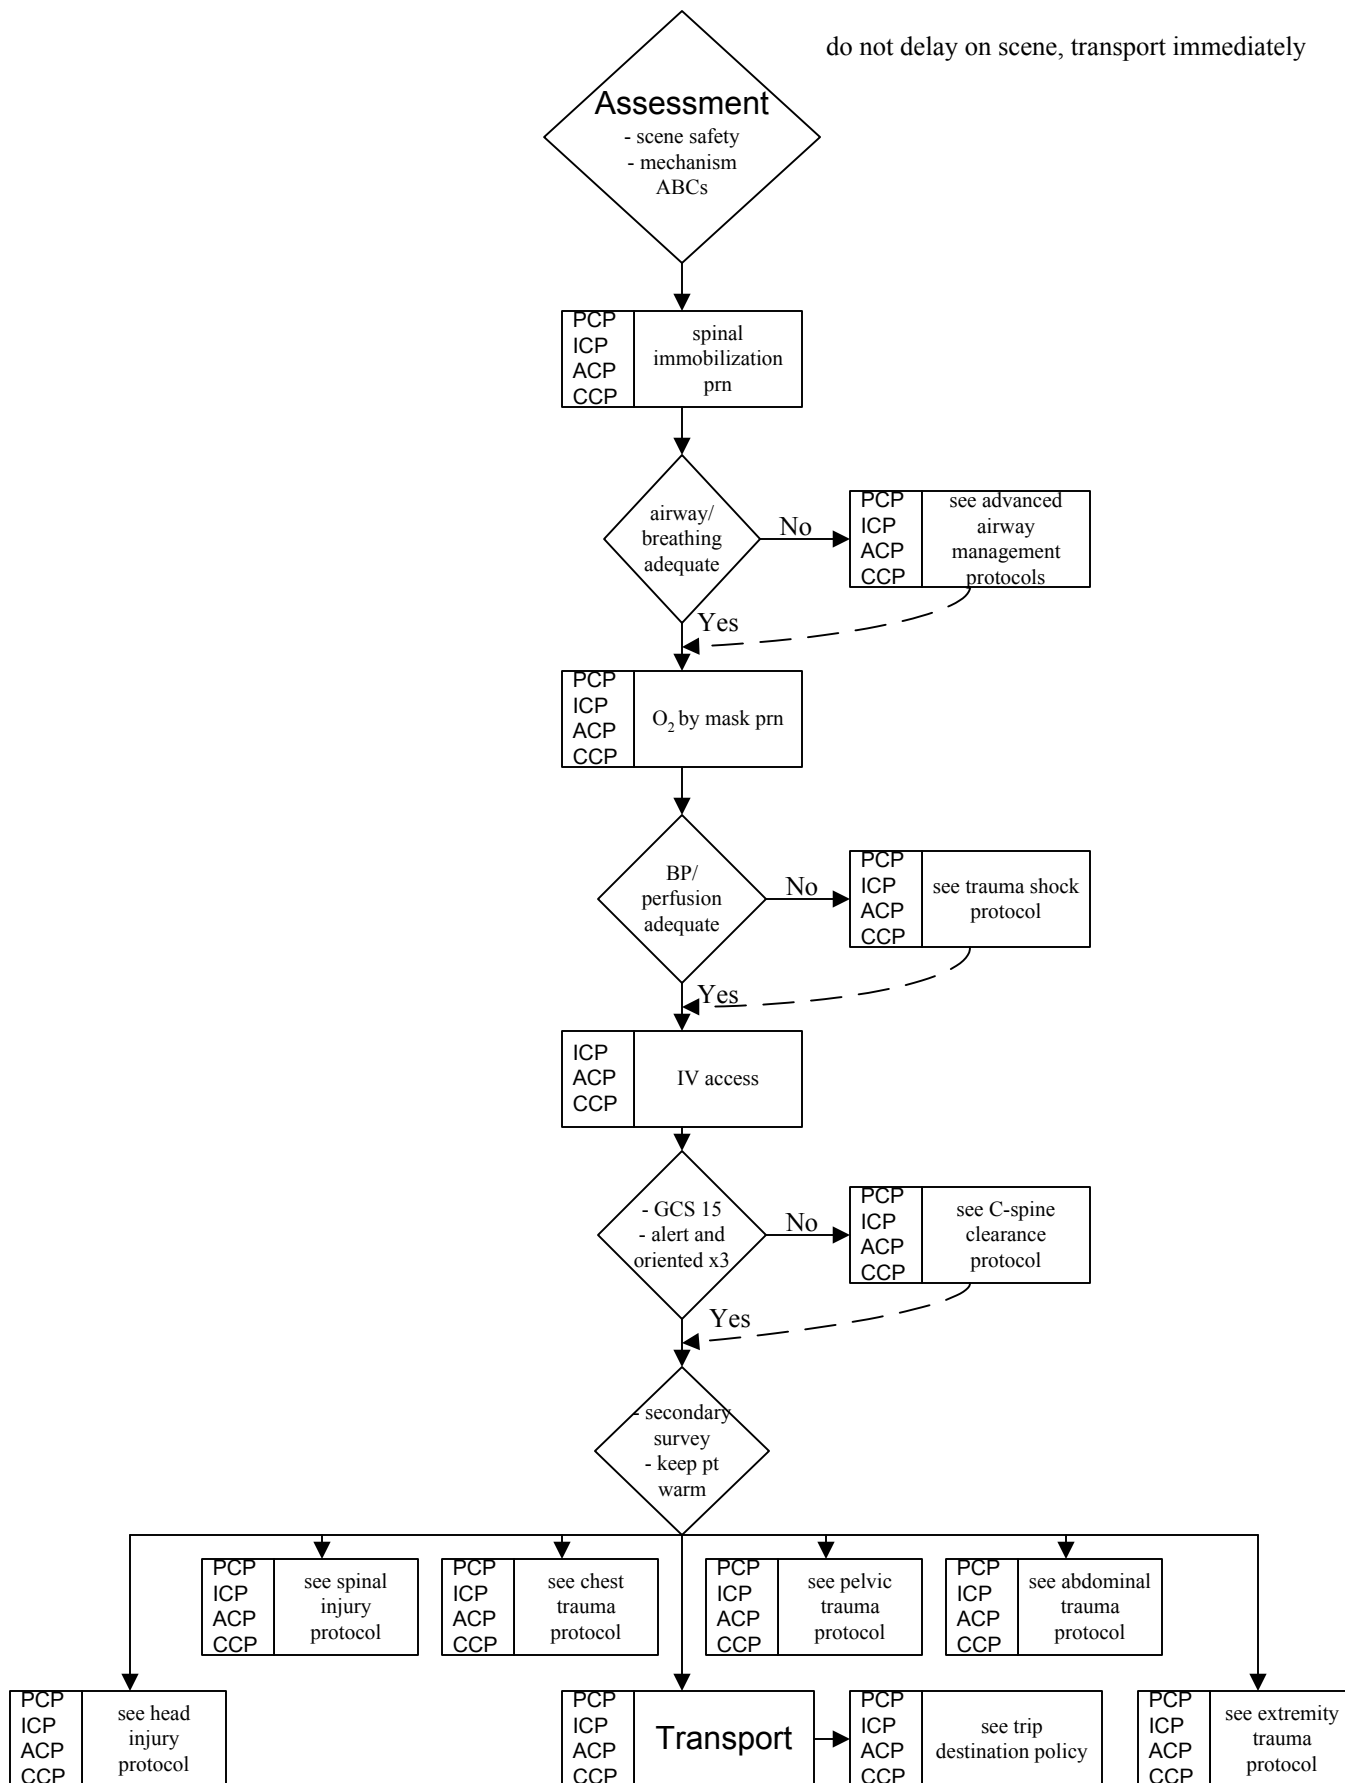 do not delay on scene, transport immediately
Assessment
- scene safety
- mechanism
ABCs
PCP
ICP
ACP
CCP
spinal
immobilization
prn
airway/
breathing
adequate
No
PCP
ICP
ACP
CCP
see advanced
airway
management
protocols
Yes
PCP
ICP
ACP
CCP
O2 by mask prn
BP/
perfusion
adequate
No
PCP
ICP
ACP
CCP
see trauma shock
protocol
Yes
ICP
ACP
CCP
IV access
- GCS 15
- alert and
oriented x3
No
PCP
ICP
ACP
CCP
see C-spine
clearance
protocol
Yes
- secondary
survey
- keep pt
warm
PCP
ICP
ACP
CCP
see spinal
injury
protocol
PCP
ICP
ACP
CCP
see chest
trauma
protocol
PCP
ICP
ACP
CCP
see pelvic
trauma
protocol
PCP
ICP
ACP
CCP
see abdominal
trauma
protocol
PCP
ICP
ACP
CCP
see head
injury
protocol
PCP
ICP
ACP
CCP
Transport
PCP
ICP
ACP
CCP
see trip
destination policy
PCP
ICP
ACP
CCP
see extremity
trauma
protocol